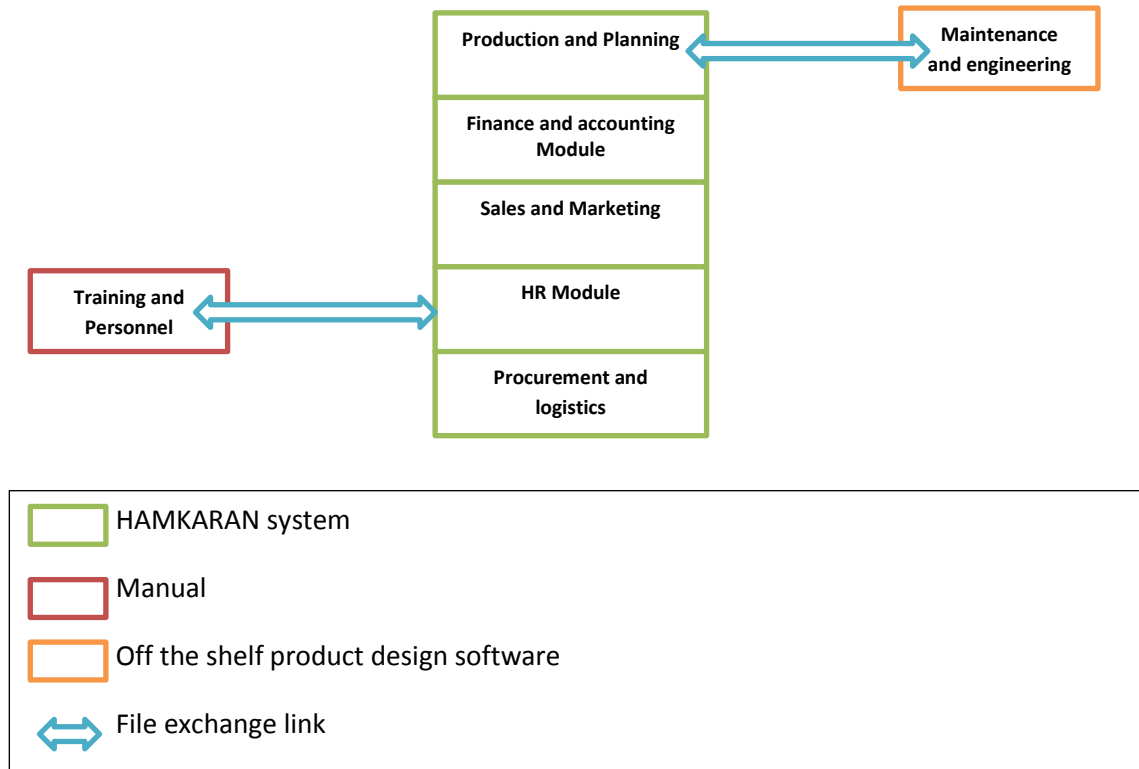 Production and Planning
Maintenance
and engineering
Finance and accounting
Module
Sales and Marketing
Training and
Personnel
HR Module
Procurement and
logistics
HAMKARAN system
Manual
Off the shelf product design software
File exchange link